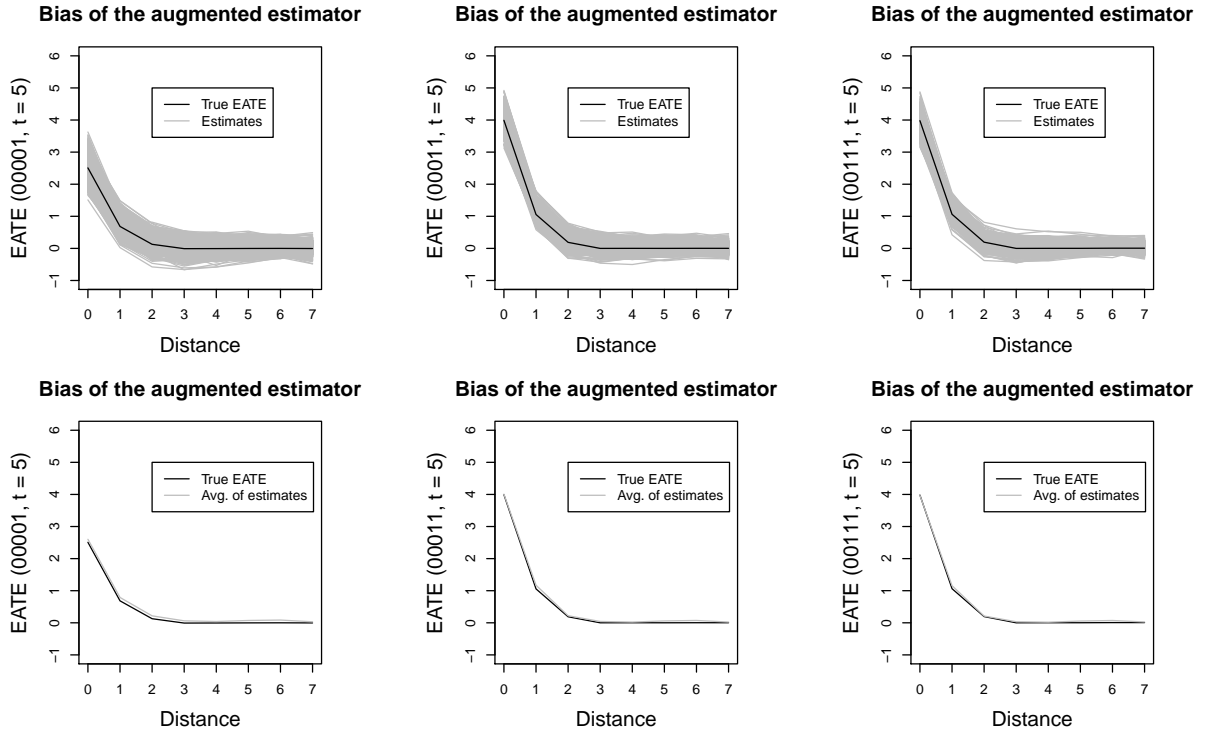 Bias of the augmented estimator
EATE (00001, t = 5)
6
5
4
3
2
1
0
−1
True EATE
Estimates
0 1 2 3 4 5 6 7
Distance
Bias of the augmented estimator
EATE (00011, t = 5)
6
5
4
3
2
1
0
−1
True EATE
Estimates
0 1 2 3 4 5 6 7
Distance
Bias of the augmented estimator
EATE (00111, t = 5)
6
5
4
3
2
1
0
−1
True EATE
Estimates
0 1 2 3 4 5 6 7
Distance
Bias of the augmented estimator
EATE (00001, t = 5)
6
5
4
3
2
1
0
−1
True EATE
Avg. of estimates
0 1 2 3 4 5 6 7
Distance
Bias of the augmented estimator
EATE (00011, t = 5)
6
5
4
3
2
1
0
−1
True EATE
Avg. of estimates
0 1 2 3 4 5 6 7
Distance
Bias of the augmented estimator
EATE (00111, t = 5)
6
5
4
3
2
1
0
−1
True EATE
Avg. of estimates
0 1 2 3 4 5 6 7
Distance